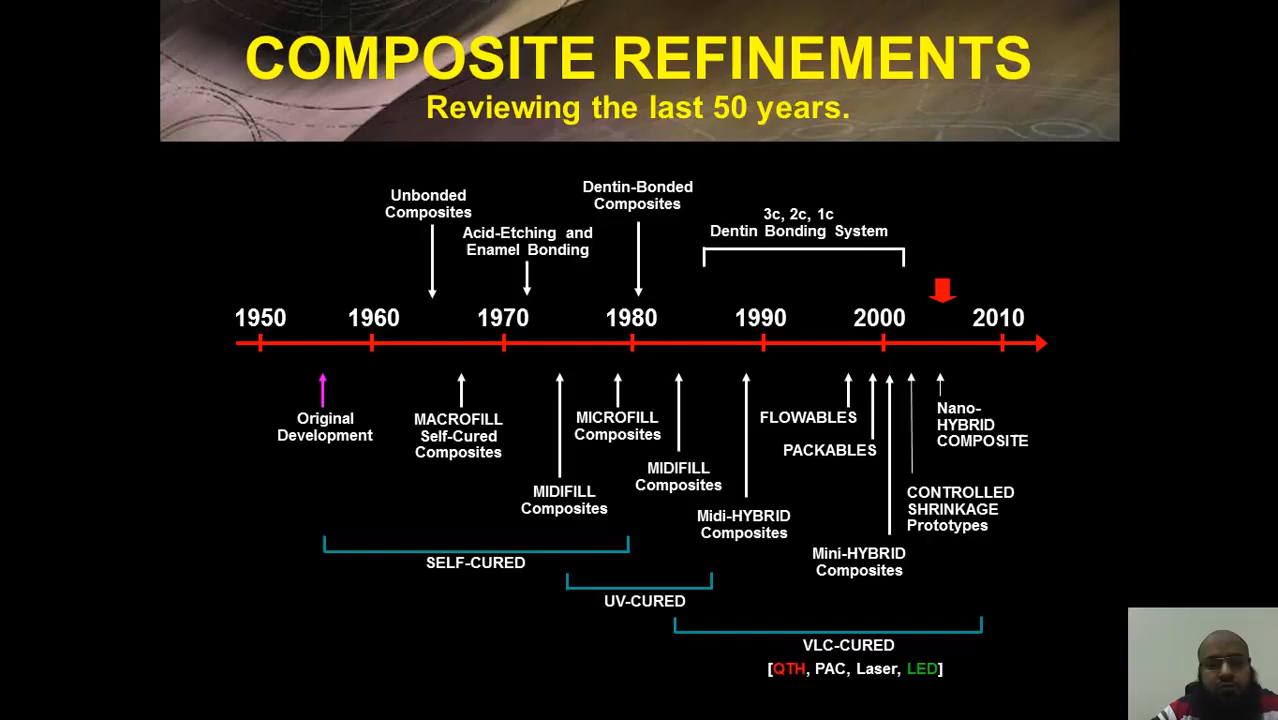 COMPOSITE REFINEMENTS
Reviewing the last 50 years.
Unbonded
Composites
Acid-Etching and
Enamel Bonding
Dentin-Bonded
Composites
3c, 2c, 1c
Dentin Bonding System
1950 1960 1970 1980 1990 2000 2010
Original
Development
MACROFILL
Self-Cured
Composites
MIDIFILL
Composites
MICROFILL
Composites
MIDIFILL
Composites
Midi-HYBRID
Composites
FLOWABLES
PACKABLES
Mini-HYBRID
Composites
CONTROLLED
SHRINKAGE
Prototypes
Nano-
HYBRID
COMPOSITE
SELF-CURED
UV-CURED
VLC-CURED
[QTH, PAC, Laser, LED]